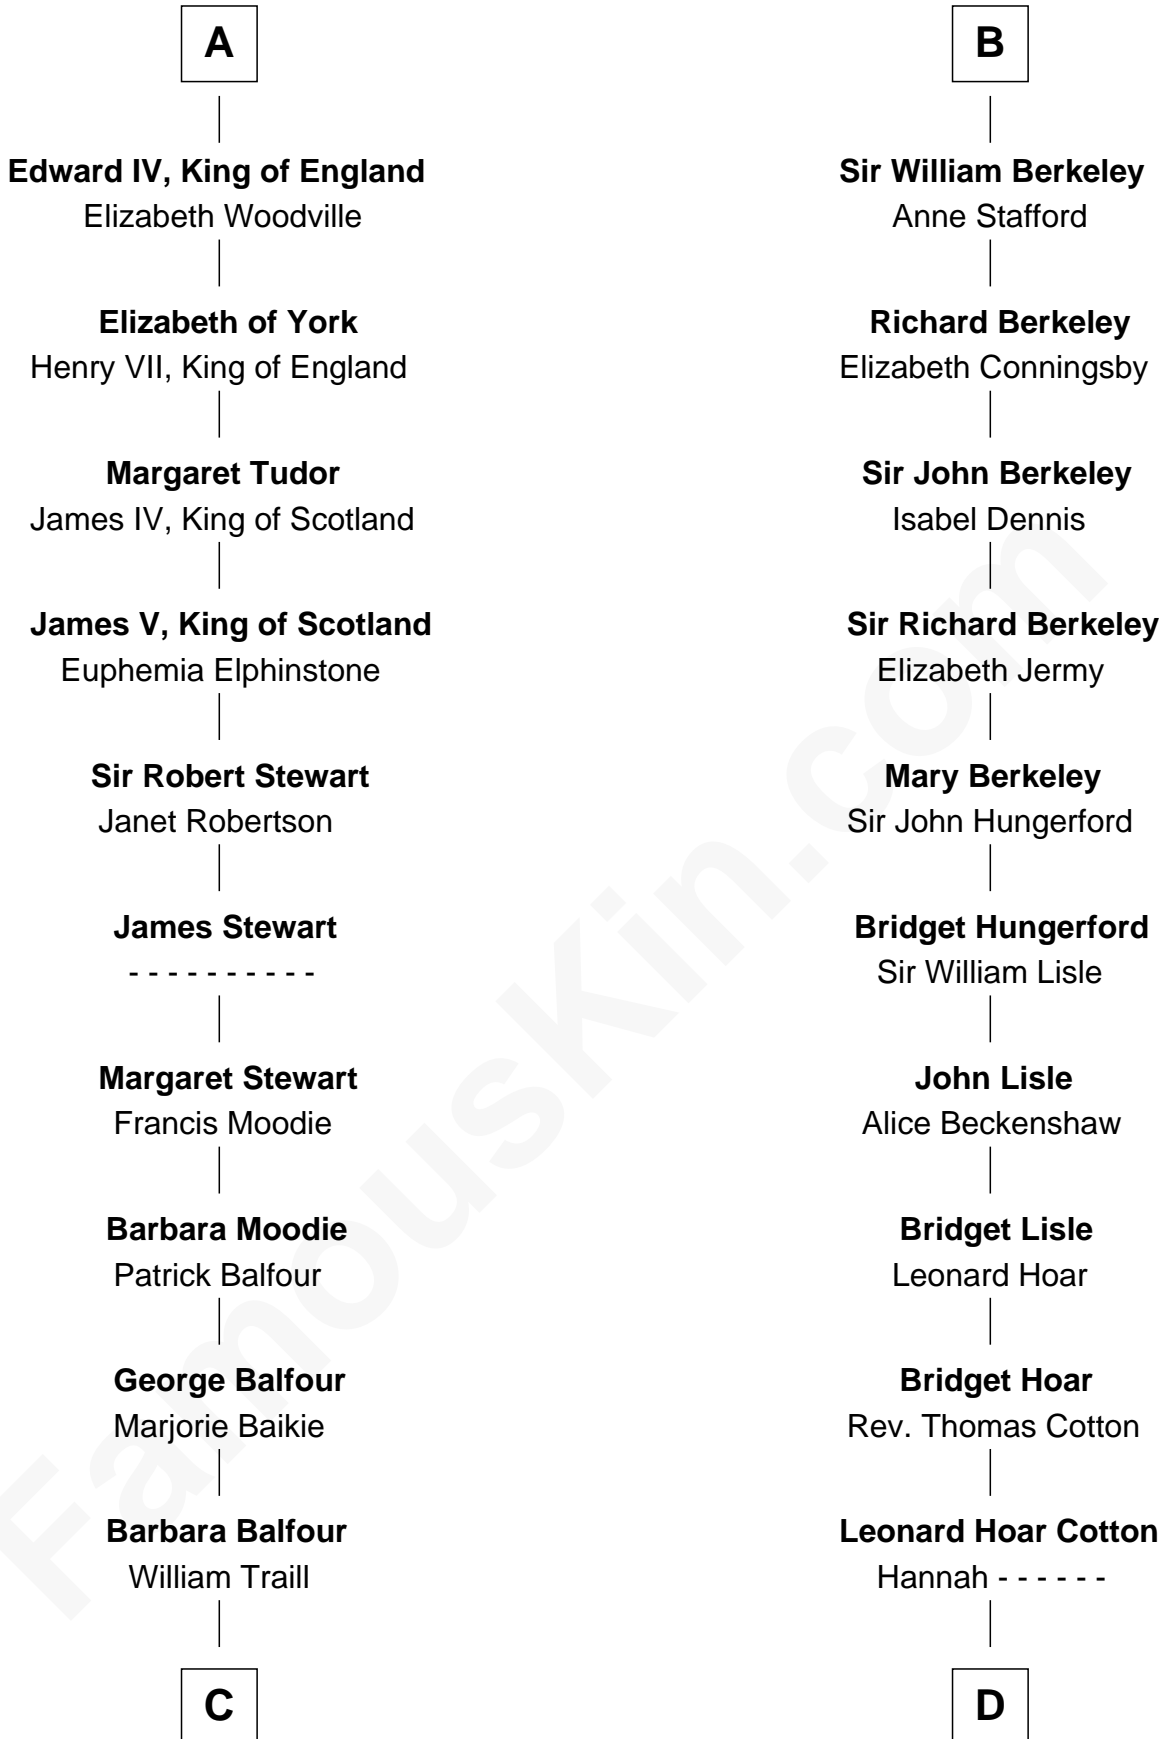 A
Edward IV, King of England
Elizabeth Woodville
Elizabeth of York
Henry VII, King of England
Margaret Tudor
James IV, King of Scotland
James V, King of Scotland
Euphemia Elphinstone
Sir Robert Stewart
Janet Robertson
James Stewart
- - - - - - - - - -
Margaret Stewart
Francis Moodie
Barbara Moodie
Patrick Balfour
George Balfour
Marjorie Baikie
Barbara Balfour
William Traill
C
B
Sir William Berkeley
Anne Stafford
Richard Berkeley
Elizabeth Conningsby
Sir John Berkeley
Isabel Dennis
Sir Richard Berkeley
Elizabeth Jermy
Mary Berkeley
Sir John Hungerford
Bridget Hungerford
Sir William Lisle
John Lisle
Alice Beckenshaw
Bridget Lisle
Leonard Hoar
Bridget Hoar
Rev. Thomas Cotton
Leonard Hoar Cotton
Hannah - - - - - -
D
FamousKin.com